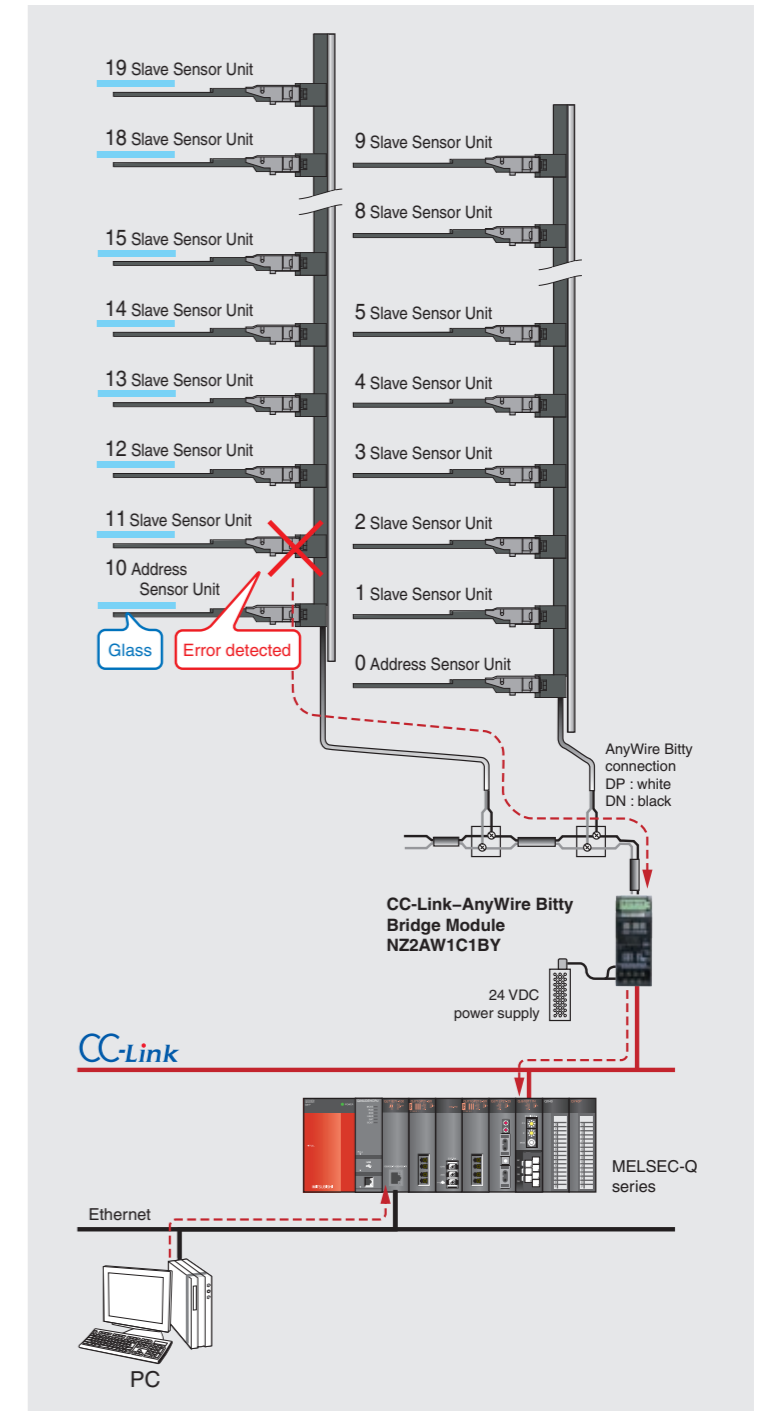 19 Slave Sensor Unit
18 Slave Sensor Unit
15 Slave Sensor Unit
14 Slave Sensor Unit
13 Slave Sensor Unit
12 Slave Sensor Unit
11 Slave Sensor Unit
10 Address
Sensor Unit
Glass
Error detected
9 Slave Sensor Unit
8 Slave Sensor Unit
5 Slave Sensor Unit
4 Slave Sensor Unit
3 Slave Sensor Unit
2 Slave Sensor Unit
1 Slave Sensor Unit
0 Address Sensor Unit
AnyWire Bitty
connection
DP : white
DN : black
CC-Link–AnyWire Bitty
Bridge Module
NZ2AW1C1BY
24 VDC
power supply
CC-Link
MELSEC-Q
series
Ethernet
PC